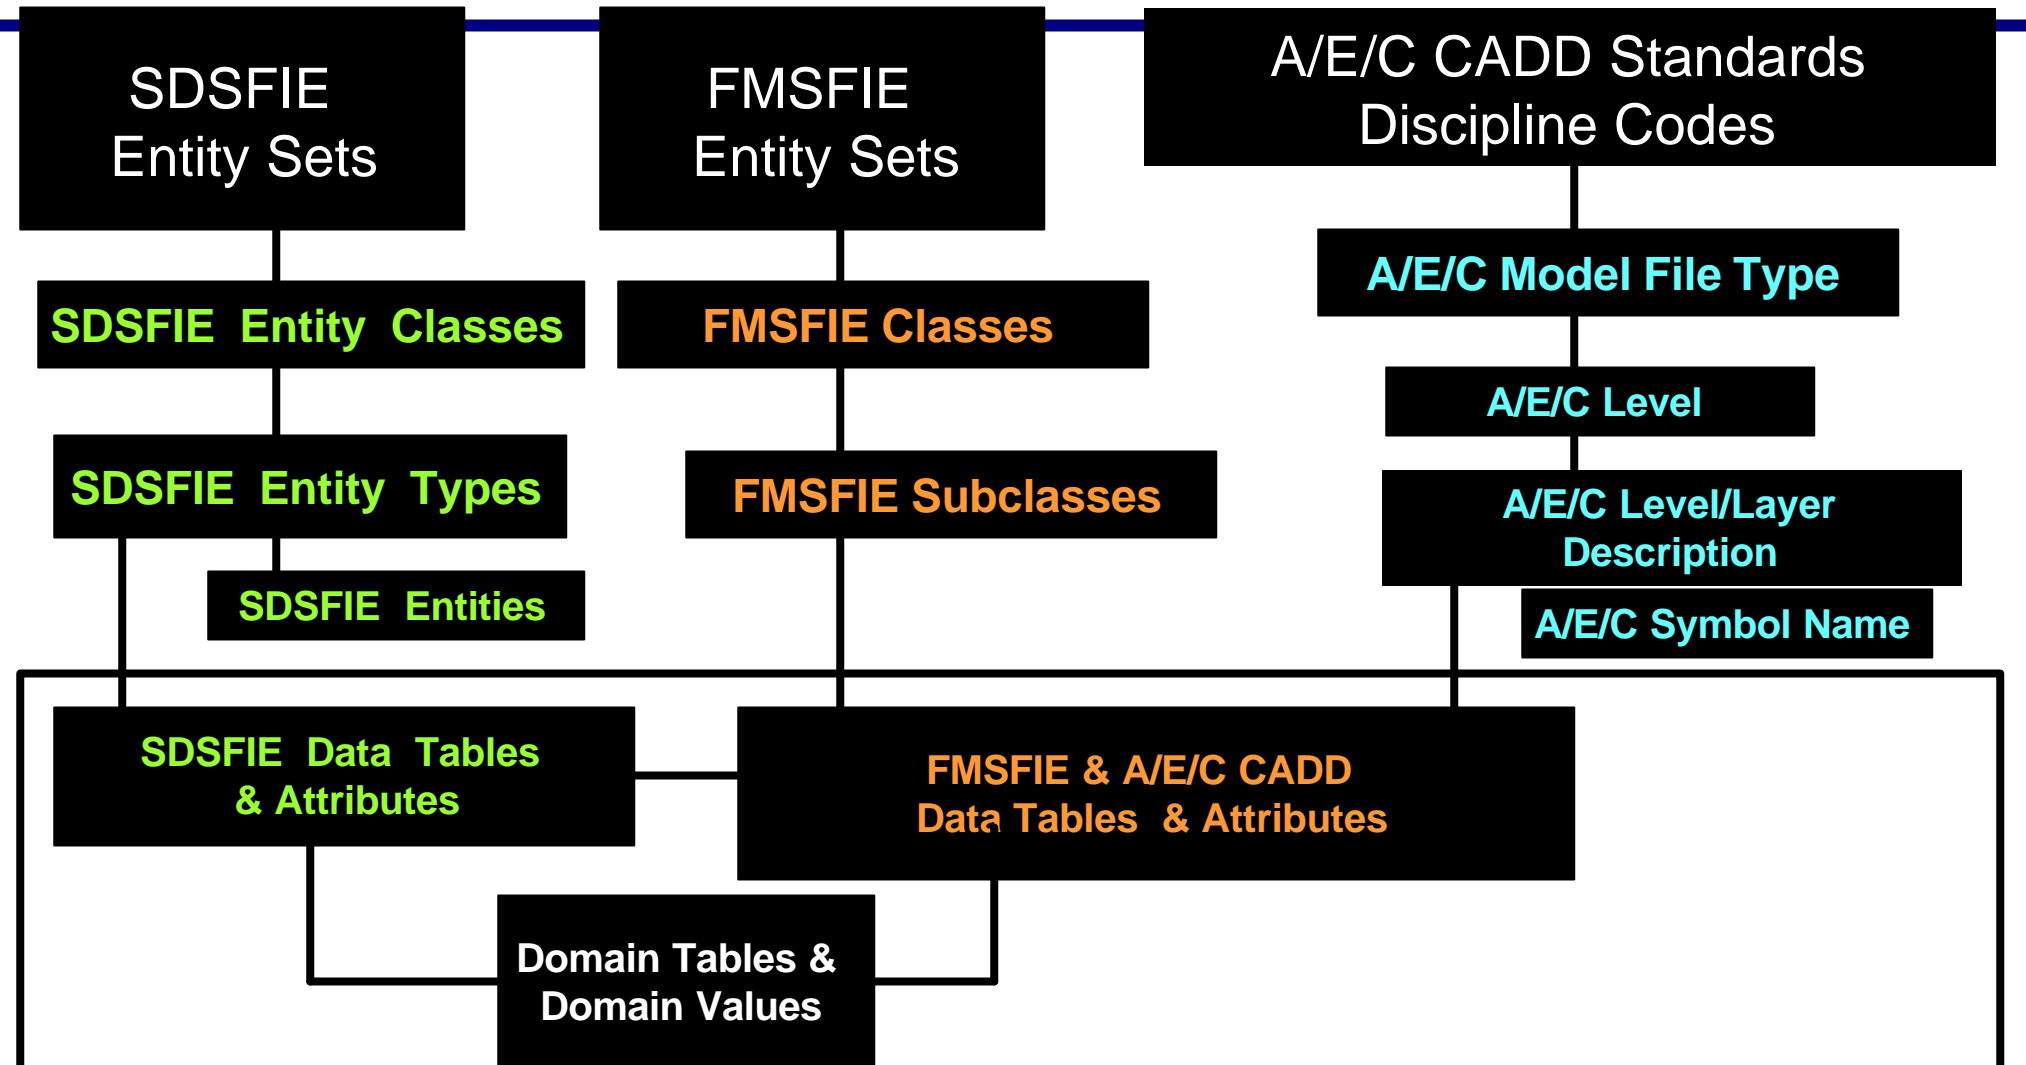 SDSFIE
Entity Sets
FMSFIE
Entity Sets
A/E/C CADD Standards
Discipline Codes
A/E/C Model File Type
SDSFIE Entity Classes
FMSFIE Classes
A/E/C Level
SDSFIE Entity Types
FMSFIE Subclasses
A/E/C Level/Layer
Description
SDSFIE Entities
A/E/C Symbol Name
SDSFIE Data Tables
& Attributes
FMSFIE & A/E/C CADD
Data Tables & Attributes
Domain Tables &
Domain Values